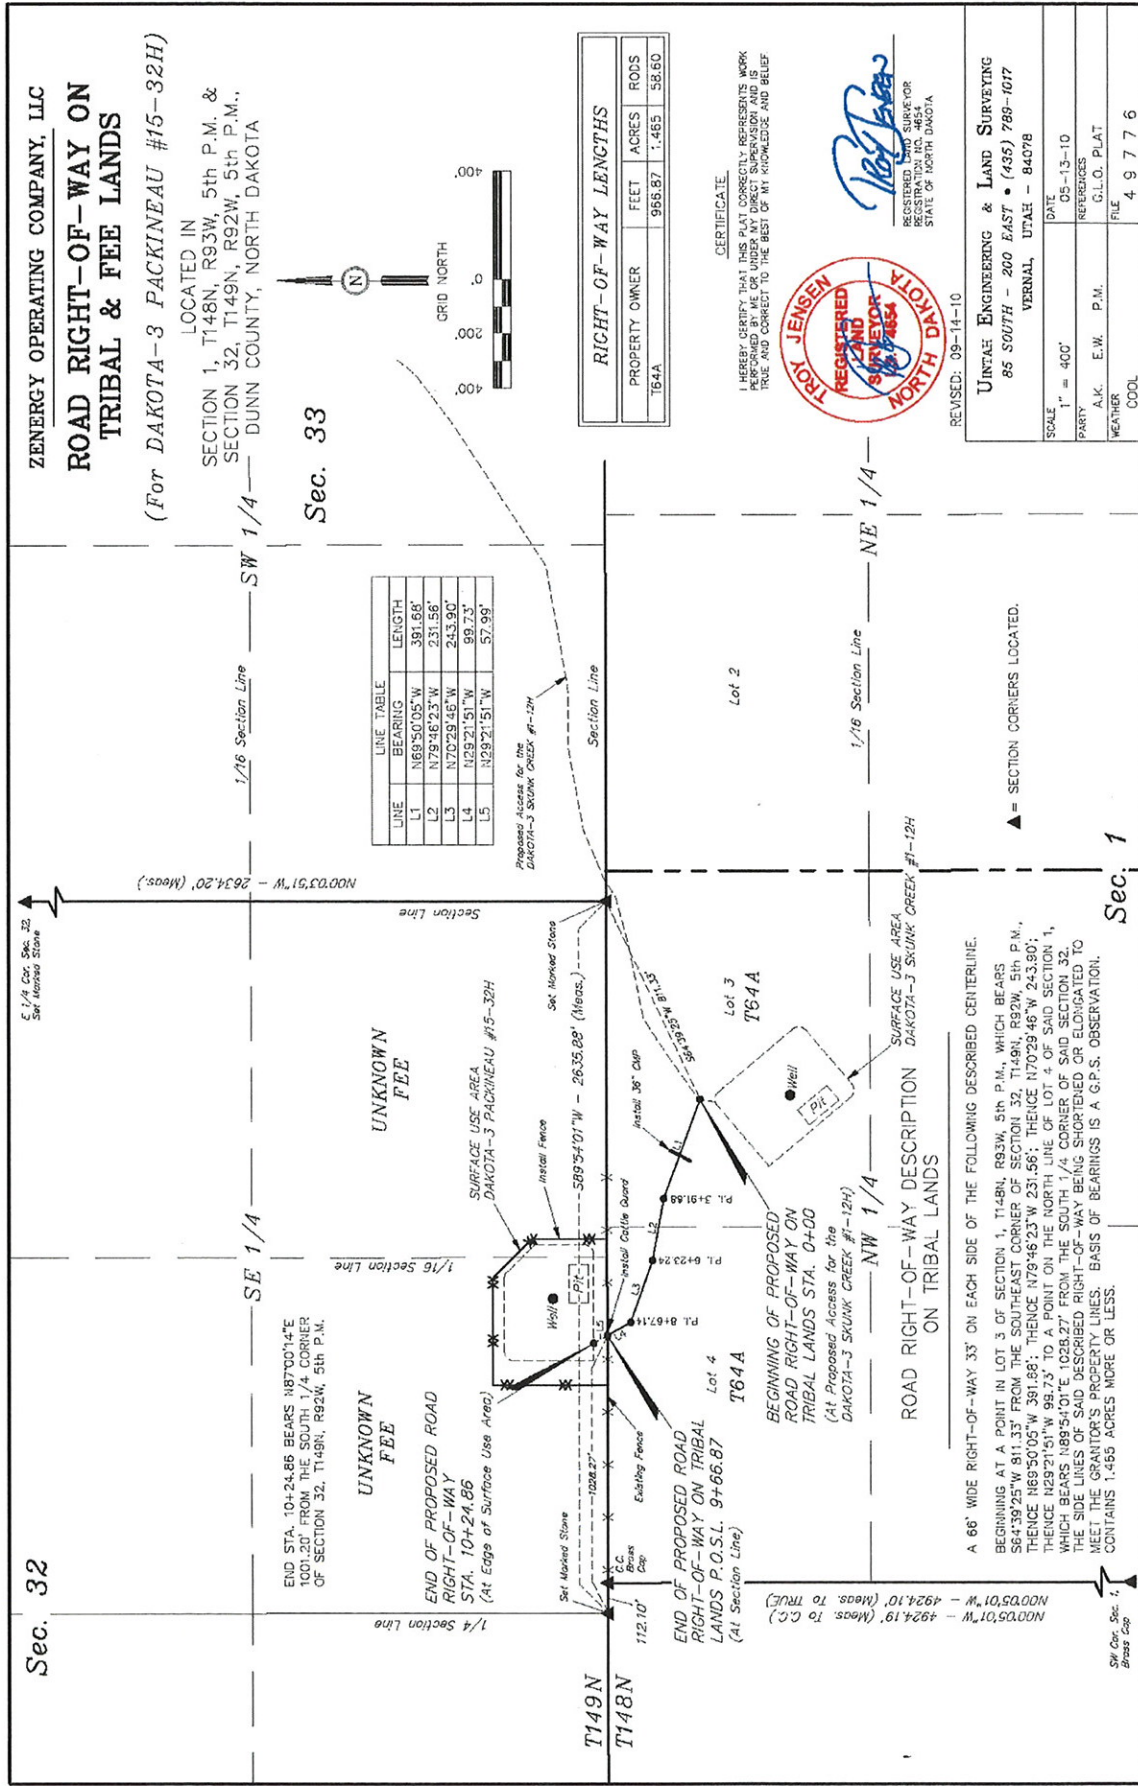 Sec. 32
ZENERGY OPERATING COMPANY, LLC
ROAD RIGHT-OF-WAY ON
TRIBAL & FEE LANDS
(For DAKOTA-3 PACKINEAU #15-32H)
LOCATED IN
SECTION 1, T148N, R93W, 5th P.M. &
SECTION 32, T149N, R92W, 5th P.M.,
DUNN COUNTY, NORTH DAKOTA
E 1/4 Cor. Sec. 32,
Set Marked Stone
N00°03'51"W - 2634.20' (Meas.)
Section Line
SE 1/4
1/16 Section Line
SW 1/4
Sec. 33
N
GRID NORTH
400'
200'
0'
400'
END STA. 10+24.86 BEARS N87°00'14"E
1001.20' FROM THE SOUTH 1/4 CORNER
OF SECTION 32, T149N, R92W, 5th P.M.
UNKNOWN
FEE
UNKNOWN
FEE
1/16 Section Line
1/4 Section Line
SURFACE USE AREA
DAKOTA-3 PACKINEAU #15-32H
Install Fence
Well
Pit
END OF PROPOSED ROAD
RIGHT-OF-WAY
STA. 10+24.86
(At Edge of Surface Use Area)
Set Marked Stone
S89°54'01"W - 2635.88' (Meas.)
Set Marked Stone
1028.27'
LINE TABLE
LINE BEARING LENGTH
L1 N69°50'05"W 391.68'
L2 N79°46'23"W 231.56'
L3 N70°29'46"W 243.90'
L4 N29°21'51"W 99.73'
L5 N29°21'51"W 57.99'
Proposed Access for the
DAKOTA-3 SKUNK CREEK #1-12H
Section Line
RIGHT-OF-WAY LENGTHS
PROPERTY OWNER FEET ACRES RODS
T64A 966.87 1.465 58.60
T149N
T148N
112.10'
C.C.
Brass
Cap
Existing Fence
Install Cattle Guard
Install 36" CMP
L1
L2
L3
L4
L5
P.I. 3+91.68
P.I. 6+23.24
P.I. 8+67.14
S64°39'25"W 811.33'
END OF PROPOSED ROAD
RIGHT-OF-WAY ON TRIBAL
LANDS P.O.S.L. 9+66.87
(At Section Line)
Lot 4
T64A
Lot 3
T64A
Lot 2
BEGINNING OF PROPOSED
ROAD RIGHT-OF-WAY ON
TRIBAL LANDS STA. 0+00
(At Proposed Access for the
DAKOTA-3 SKUNK CREEK #1-12H)
Well
Pit
SURFACE USE AREA
DAKOTA-3 SKUNK CREEK #1-12H
NW 1/4
1/16 Section Line
NE 1/4
N00°05'01"W - 4924.19' (Meas. To C.C.)
N00°05'01"W - 4924.10' (Meas. To TRUE)
SW Cor. Sec. 1,
Brass Cap
ROAD RIGHT-OF-WAY DESCRIPTION
ON TRIBAL LANDS
A 66' WIDE RIGHT-OF-WAY 33' ON EACH SIDE OF THE FOLLOWING DESCRIBED CENTERLINE.
BEGINNING AT A POINT IN LOT 3 OF SECTION 1, T148N, R93W, 5th P.M., WHICH BEARS
S64°39'25"W 811.33' FROM THE SOUTHEAST CORNER OF SECTION 32, T149N, R92W, 5th P.M.,
THENCE N69°50'05"W 391.68'; THENCE N79°46'23"W 231.56'; THENCE N70°29'46"W 243.90';
THENCE N29°21'51"W 99.73' TO A POINT ON THE NORTH LINE OF LOT 4 OF SAID SECTION 1,
WHICH BEARS N89°54'01"E 1028.27' FROM THE SOUTH 1/4 CORNER OF SAID SECTION 32.
THE SIDE LINES OF SAID DESCRIBED RIGHT-OF-WAY BEING SHORTENED OR ELONGATED TO
MEET THE GRANTOR'S PROPERTY LINES. BASIS OF BEARINGS IS A G.P.S. OBSERVATION.
CONTAINS 1.465 ACRES MORE OR LESS.
Sec. 1
▲ = SECTION CORNERS LOCATED.
CERTIFICATE
I HEREBY CERTIFY THAT THIS PLAT CORRECTLY REPRESENTS WORK
PERFORMED BY ME OR UNDER MY DIRECT SUPERVISION AND IS
TRUE AND CORRECT TO THE BEST OF MY KNOWLEDGE AND BELIEF.
TROY JENSEN
REGISTERED
LAND
SURVEYOR
4654
NORTH DAKOTA
Troy Jensen
REGISTERED LAND SURVEYOR
REGISTRATION NO. 4654
STATE OF NORTH DAKOTA
REVISED: 09-14-10
UINTAH ENGINEERING & LAND SURVEYING
85 SOUTH - 200 EAST • (435) 789-1017
VERNAL, UTAH - 84078
SCALE 1" = 400'
DATE 05-13-10
PARTY A.K. E.W. P.M.
REFERENCES G.L.O. PLAT
WEATHER COOL
FILE 49776